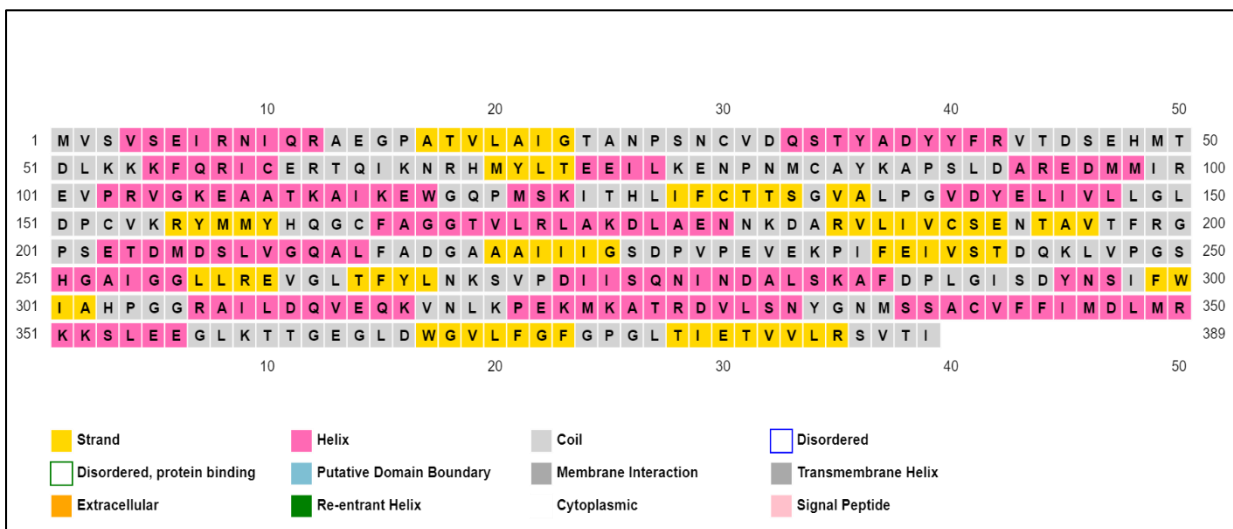 10 20 30 40 50
1 M V S V S E I R N I Q R A E G P A T V L A I G T A N P S N C V D Q S T Y A D Y Y F R V T D S E H M T 50
51 D L K K K F Q R I C E R T Q I K N R H M Y L T E E I L K E N P N M C A Y K A P S L D A R E D M M I R 100
101 E V P R V G K E A A T K A I K E W G Q P M S K I T H L I F C T T S G V A L P G V D Y E L I V L L G L 150
151 D P C V K R Y M M Y H Q G C F A G G T V L R L A K D L A E N N K D A R V L I V C S E N T A V T F R G 200
201 P S E T D M D S L V G Q A L F A D G A A A I I I G S D P V P E V E K P I F E I V S T D Q K L V P G S 250
251 H G A I G G L L R E V G L T F Y L N K S V P D I I S Q N I N D A L S K A F D P L G I S D Y N S I F W 300
301 I A H P G G R A I L D Q V E Q K V N L K P E K M K A T R D V L S N Y G N M S S A C V F F I M D L M R 350
351 K K S L E E G L K T T G E G L D W G V L F G F G P G L T I E T V V L R S V T I 389
10 20 30 40 50
Strand Helix Coil Disordered
Disordered, protein binding Putative Domain Boundary Membrane Interaction Transmembrane Helix
Extracellular Re-entrant Helix Cytoplasmic Signal Peptide